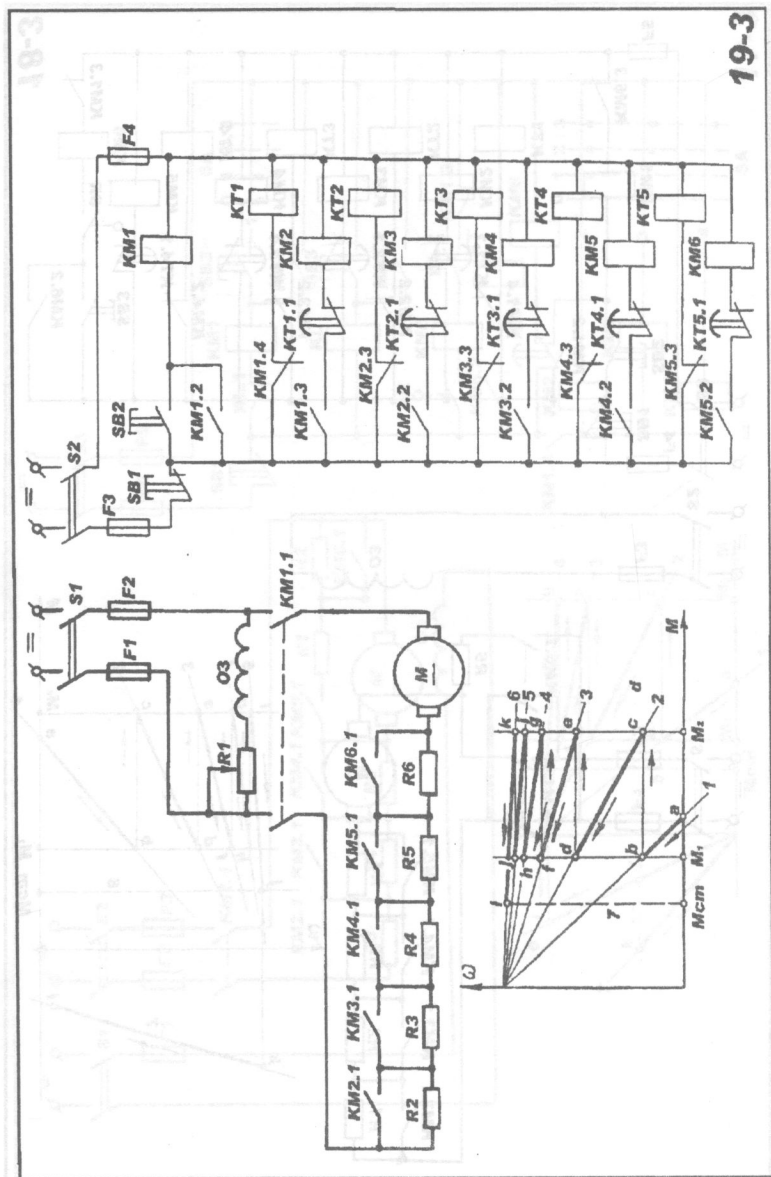 19-3
=
S1
F1
F2
R1
ОЗ
KM1.1
M
KM2.1
KM3.1
KM4.1
KM5.1
KM6.1
R2
R3
R4
R5
R6
=
S2
F3
F4
SB1
SB2
KM1.2
KM1
KM1.4
KT1
KM1.3
KT1.1
KM2
KM2.3
KT2
KM2.2
KT2.1
KM3
KM3.3
KT3
KM3.2
KT3.1
KM4
KM4.3
KT4
KM4.2
KT4.1
KM5
KM5.3
KT5
KM5.2
KT5.1
KM6
ω
M
Mcm
M₁
M₂
a
b
c
d
d
e
f
g
h
i
j
k
1
2
3
4
5
6
7